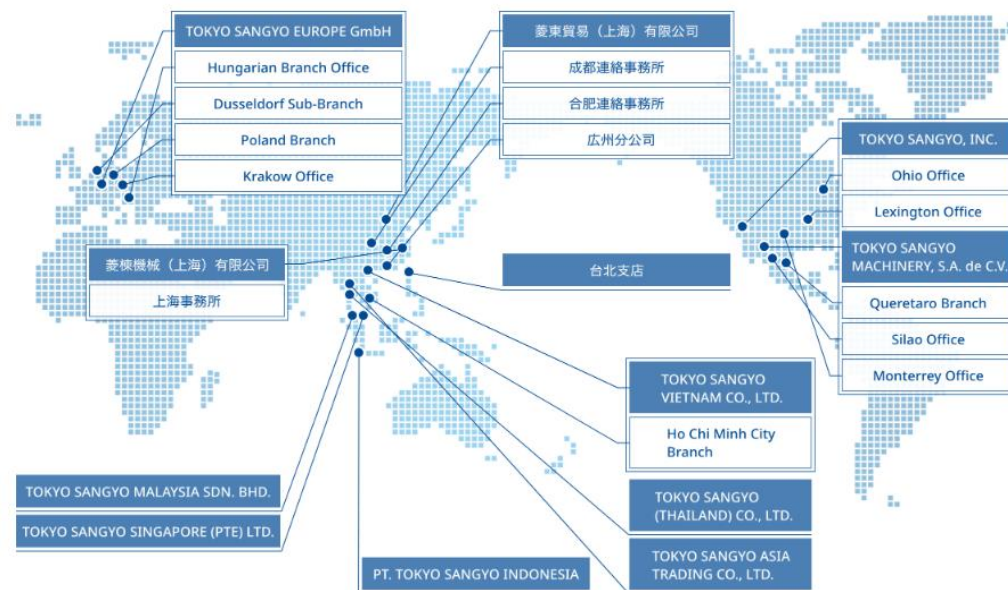 TOKYO SANGYO EUROPE GmbH
Hungarian Branch Office
Dusseldorf Sub-Branch
Poland Branch
Krakow Office
菱東貿易（上海）有限公司
成都連絡事務所
合肥連絡事務所
広州分公司
TOKYO SANGYO, INC.
Ohio Office
Lexington Office
TOKYO SANGYO
MACHINERY, S.A. de C.V.
Queretaro Branch
Silao Office
Monterrey Office
菱棟機械（上海）有限公司
上海事務所
台北支店
TOKYO SANGYO
VIETNAM CO., LTD.
Ho Chi Minh City
Branch
TOKYO SANGYO MALAYSIA SDN. BHD.
TOKYO SANGYO SINGAPORE (PTE) LTD.
TOKYO SANGYO
(THAILAND) CO., LTD.
TOKYO SANGYO ASIA
TRADING CO., LTD.
PT. TOKYO SANGYO INDONESIA